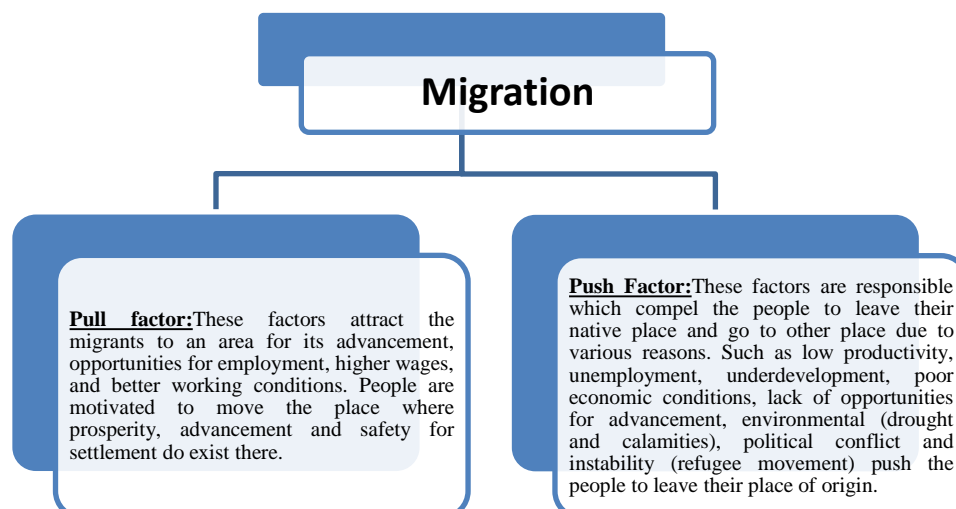 Migration
Pull factor:These factors attract the
migrants to an area for its advancement,
opportunities for employment, higher wages,
and better working conditions. People are
motivated to move the place where
prosperity, advancement and safety for
settlement do exist there.
Push Factor:These factors are responsible
which compel the people to leave their
native place and go to other place due to
various reasons. Such as low productivity,
unemployment, underdevelopment, poor
economic conditions, lack of opportunities
for advancement, environmental (drought
and calamities), political conflict and
instability (refugee movement) push the
people to leave their place of origin.